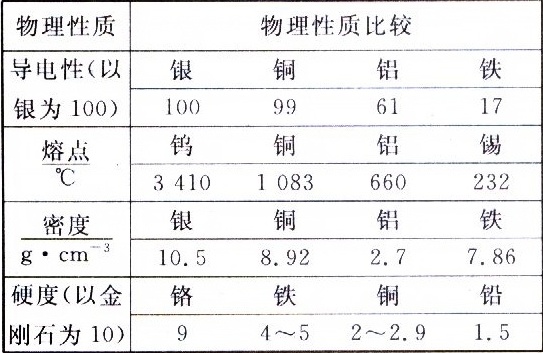 物理性质 物理性质比较
导电性(以银为100) 银 铜 铝 铁
100 99 61 17
熔点/℃ 钨 铜 铝 锡
3 410 1 083 660 232
密度/g·cm⁻³ 银 铜 铝 铁
10.5 8.92 2.7 7.86
硬度(以金刚石为10) 铬 铁 铜 铅
9 4～5 2～2.9 1.5